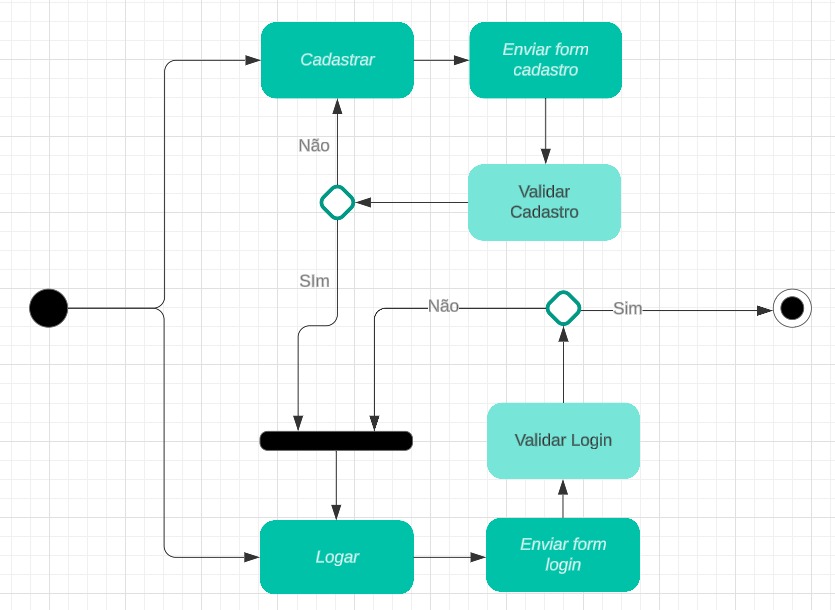 Cadastrar
Enviar form
cadastro
Não
Validar
Cadastro
SIm
Não
Sim
Validar Login
Logar
Enviar form
login